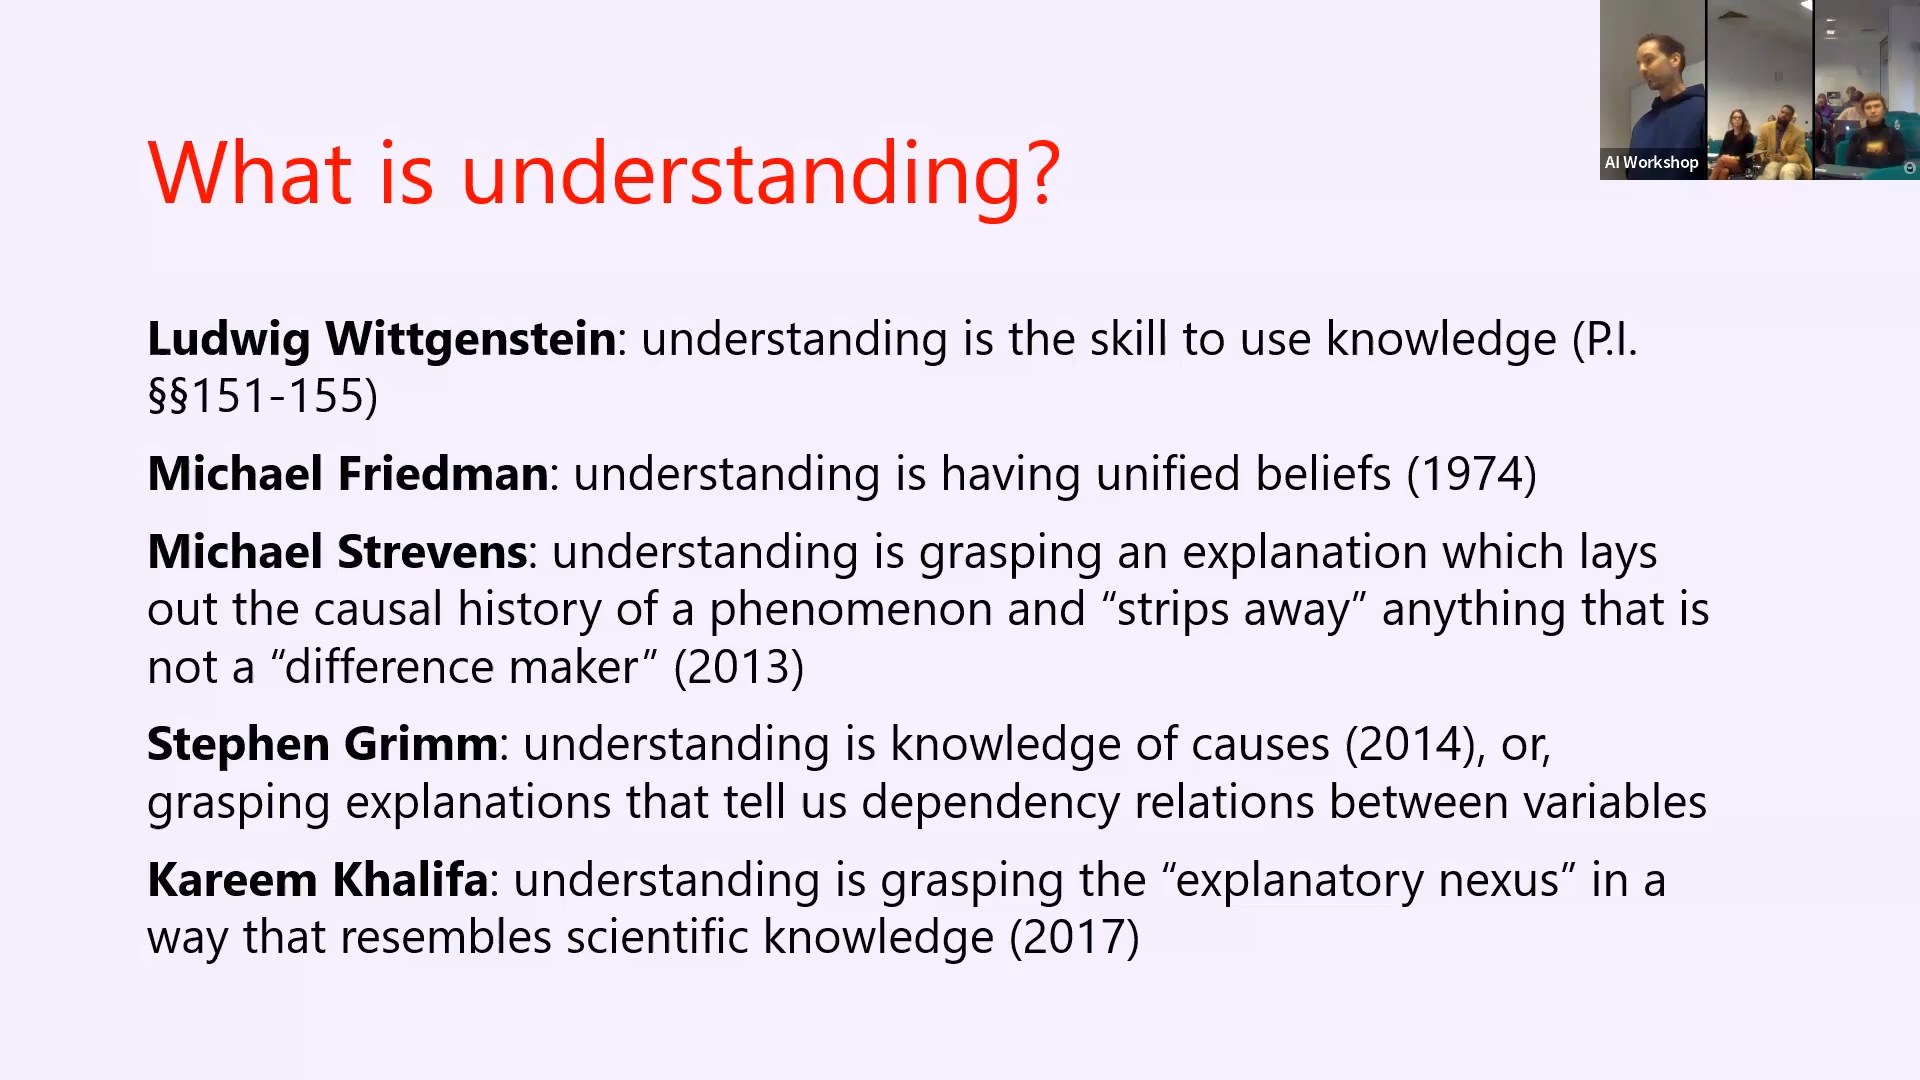 AI Workshop
What is understanding?
Ludwig Wittgenstein: understanding is the skill to use knowledge (P.I.
§§151-155)
Michael Friedman: understanding is having unified beliefs (1974)
Michael Strevens: understanding is grasping an explanation which lays
out the causal history of a phenomenon and “strips away” anything that is
not a “difference maker” (2013)
Stephen Grimm: understanding is knowledge of causes (2014), or,
grasping explanations that tell us dependency relations between variables
Kareem Khalifa: understanding is grasping the “explanatory nexus” in a
way that resembles scientific knowledge (2017)